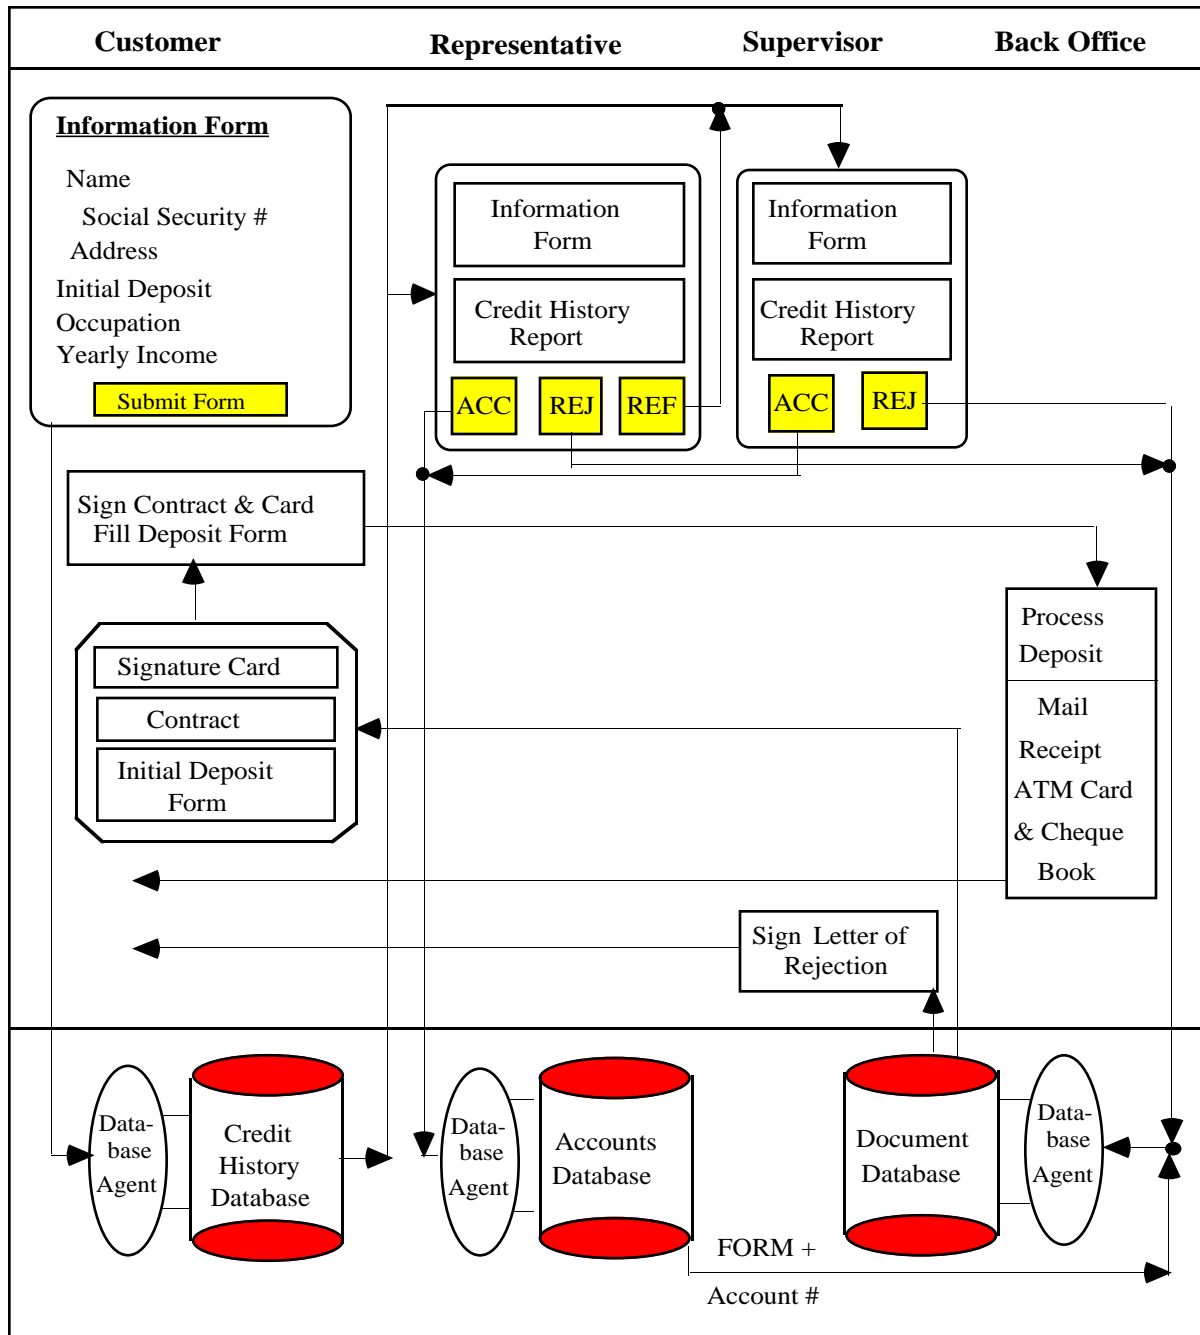 Customer
Representative
Supervisor
Back Office
Information Form
Name
Social Security #
Address
Initial Deposit
Occupation
Yearly Income
Submit Form
Information
Form
Credit History
Report
ACC
REJ
REF
Information
Form
Credit History
Report
ACC
REJ
Sign Contract & Card
Fill Deposit Form
Signature Card
Contract
Initial Deposit
Form
Process
Deposit
Mail
Receipt
ATM Card
& Cheque
Book
Sign Letter of
Rejection
Data-
base
Agent
Credit
History
Database
Data-
base
Agent
Accounts
Database
Document
Database
Data-
base
Agent
FORM +
Account #